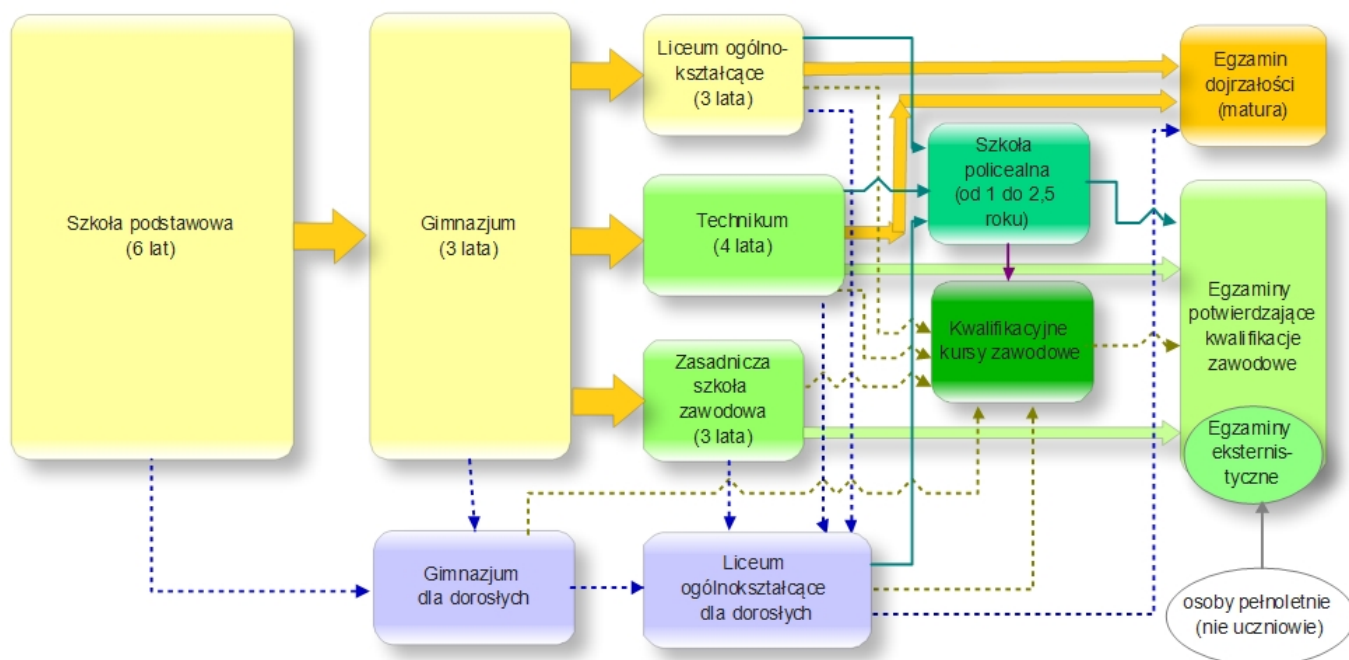 Szkoła podstawowa
(6 lat)
Gimnazjum
(3 lata)
Liceum ogólno-
kształcące
(3 lata)
Technikum
(4 lata)
Zasadnicza
szkoła
zawodowa
(3 lata)
Szkoła
policealna
(od 1 do 2,5
roku)
Kwalifikacyjne
kursy zawodowe
Egzamin
dojrzałości
(matura)
Egzaminy
potwierdzające
kwalifikacje
zawodowe
Egzaminy
eksternis-
tyczne
Gimnazjum
dla dorosłych
Liceum
ogólnokształcące
dla dorosłych
osoby pełnoletnie
(nie uczniowie)